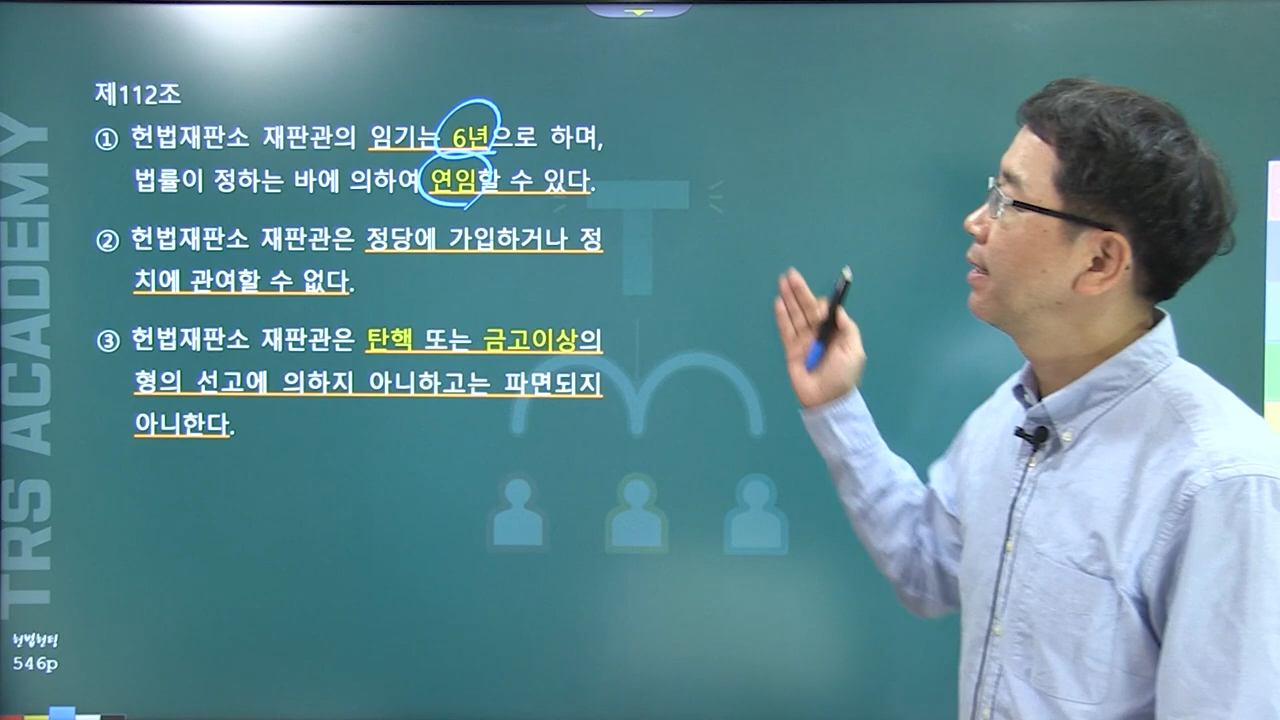 제112조
① 헌법재판소 재판관의 임기는 6년으로 하며,
법률이 정하는 바에 의하여 연임할 수 있다.
② 헌법재판소 재판관은 정당에 가입하거나 정
치에 관여할 수 없다.
③ 헌법재판소 재판관은 탄핵 또는 금고이상의
형의 선고에 의하지 아니하고는 파면되지
아니한다.
TRS ACADEMY
헌법헌팅
546p